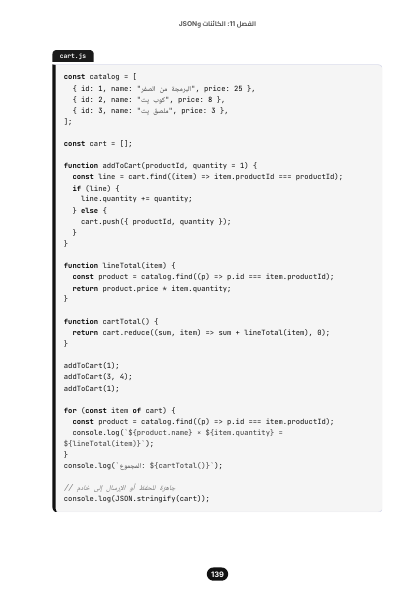 الفصل 11: الكائنات وJSON
cart.js
const catalog = [
  { id: 1, name: "البرمجة من الصفر", price: 25 },
  { id: 2, name: "كوب بت", price: 8 },
  { id: 3, name: "ملصق بت", price: 3 },
];

const cart = [];

function addToCart(productId, quantity = 1) {
  const line = cart.find((item) => item.productId === productId);
  if (line) {
    line.quantity += quantity;
  } else {
    cart.push({ productId, quantity });
  }
}

function lineTotal(item) {
  const product = catalog.find((p) => p.id === item.productId);
  return product.price * item.quantity;
}

function cartTotal() {
  return cart.reduce((sum, item) => sum + lineTotal(item), 0);
}

addToCart(1);
addToCart(3, 4);
addToCart(1);

for (const item of cart) {
  const product = catalog.find((p) => p.id === item.productId);
  console.log(`${product.name} × ${item.quantity} =
${lineTotal(item)}`);
}
console.log(`المجموع: ${cartTotal()}`);

// جاهزة للحفظ أو الإرسال إلى خادم
console.log(JSON.stringify(cart));
139